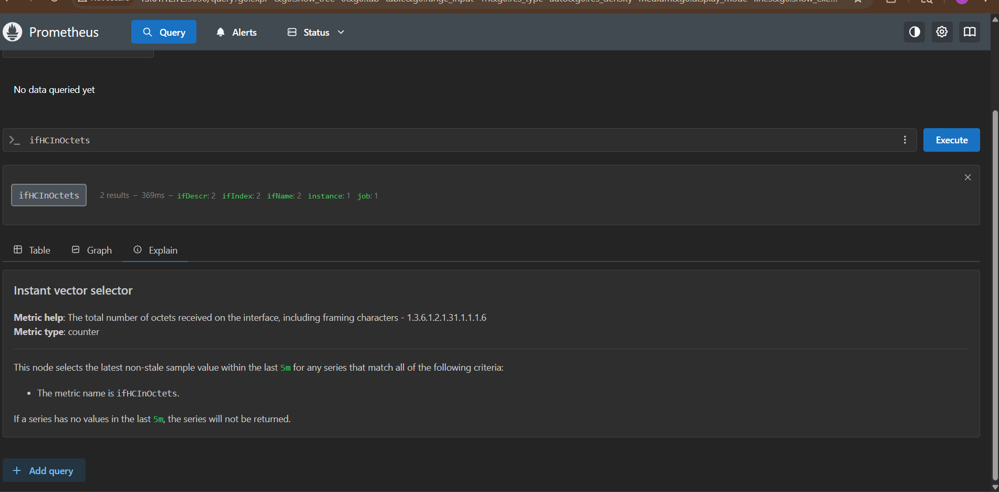 Prometheus
Query
Alerts
Status
No data queried yet
ifHCInOctets
Execute
ifHCInOctets 2 results – 369ms – ifDescr: 2 ifIndex: 2 ifName: 2 instance: 1 job: 1
Table
Graph
Explain
Instant vector selector
Metric help: The total number of octets received on the interface, including framing characters - 1.3.6.1.2.1.31.1.1.1.6
Metric type: counter
This node selects the latest non-stale sample value within the last 5m for any series that match all of the following criteria:
• The metric name is ifHCInOctets.
If a series has no values in the last 5m, the series will not be returned.
+ Add query